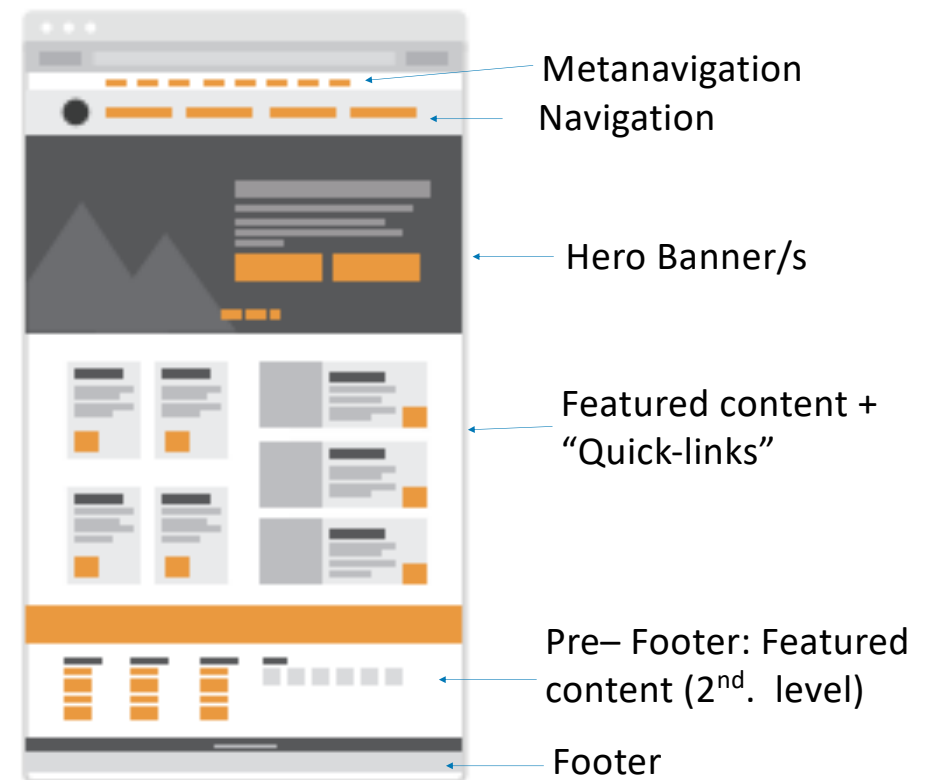 Metanavigation
Navigation
Hero Banner/s
Featured content +
“Quick-links”
Pre– Footer: Featured
content (2nd. level)
Footer